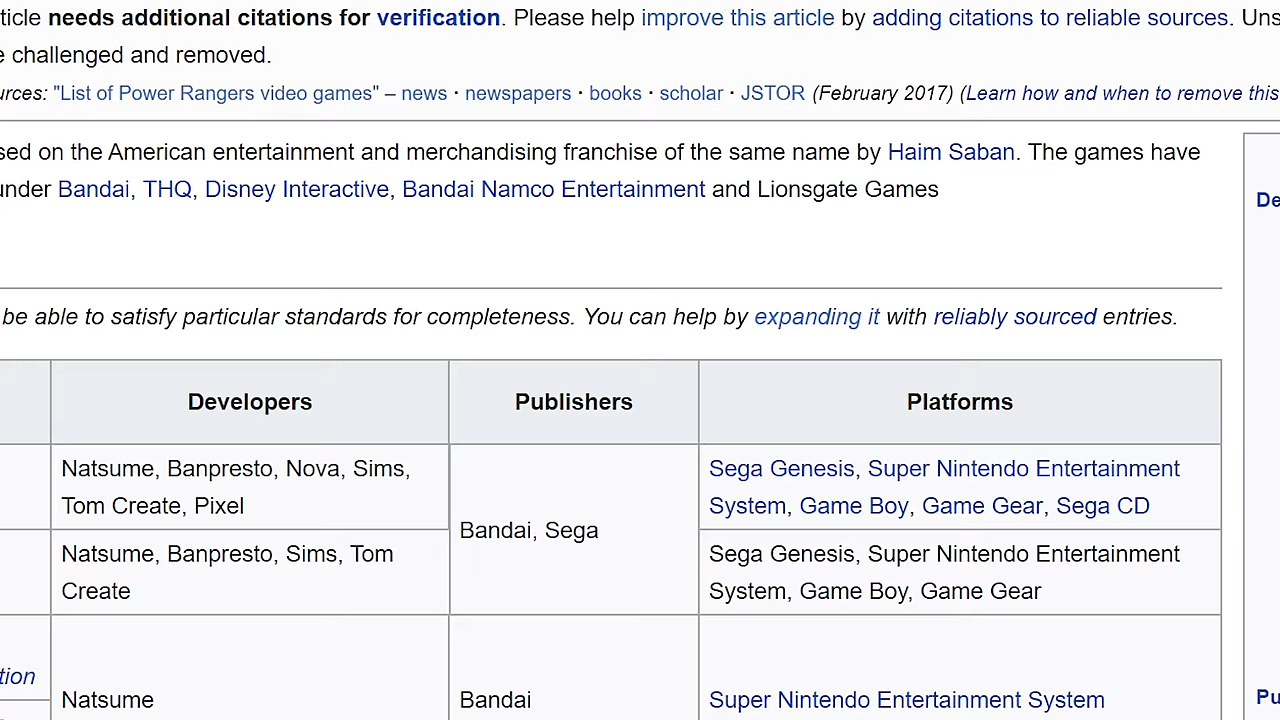 ticle needs additional citations for verification. Please help improve this article by adding citations to reliable sources. Uns
e challenged and removed.
urces: "List of Power Rangers video games" – news · newspapers · books · scholar · JSTOR (February 2017) (Learn how and when to remove this
sed on the American entertainment and merchandising franchise of the same name by Haim Saban. The games have
under Bandai, THQ, Disney Interactive, Bandai Namco Entertainment and Lionsgate Games
De
be able to satisfy particular standards for completeness. You can help by expanding it with reliably sourced entries.
Developers Publishers Platforms
Natsume, Banpresto, Nova, Sims,
Tom Create, Pixel
Bandai, Sega
Sega Genesis, Super Nintendo Entertainment
System, Game Boy, Game Gear, Sega CD
Natsume, Banpresto, Sims, Tom
Create
Sega Genesis, Super Nintendo Entertainment
System, Game Boy, Game Gear
tion
Natsume
Bandai
Super Nintendo Entertainment System
Pu